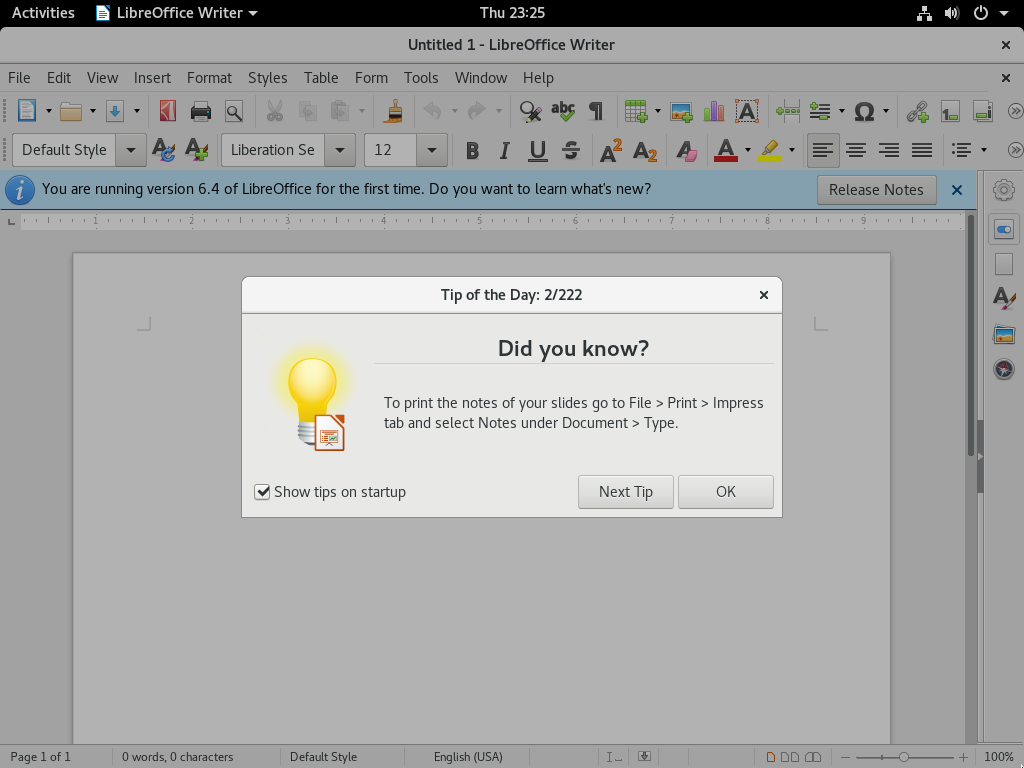 Activities LibreOffice Writer Thu 23:25
Untitled 1 - LibreOffice Writer
File Edit View Insert Format Styles Table Form Tools Window Help
abc
Default Style Liberation Se 12 B I U S A2 A2 A
You are running version 6.4 of LibreOffice for the first time. Do you want to learn what's new? Release Notes
1 2 3 4 5 6 7 8 9
Tip of the Day: 2/222
Did you know?
To print the notes of your slides go to File > Print > Impress
tab and select Notes under Document > Type.
Show tips on startup Next Tip OK
Page 1 of 1 0 words, 0 characters Default Style English (USA) 100%